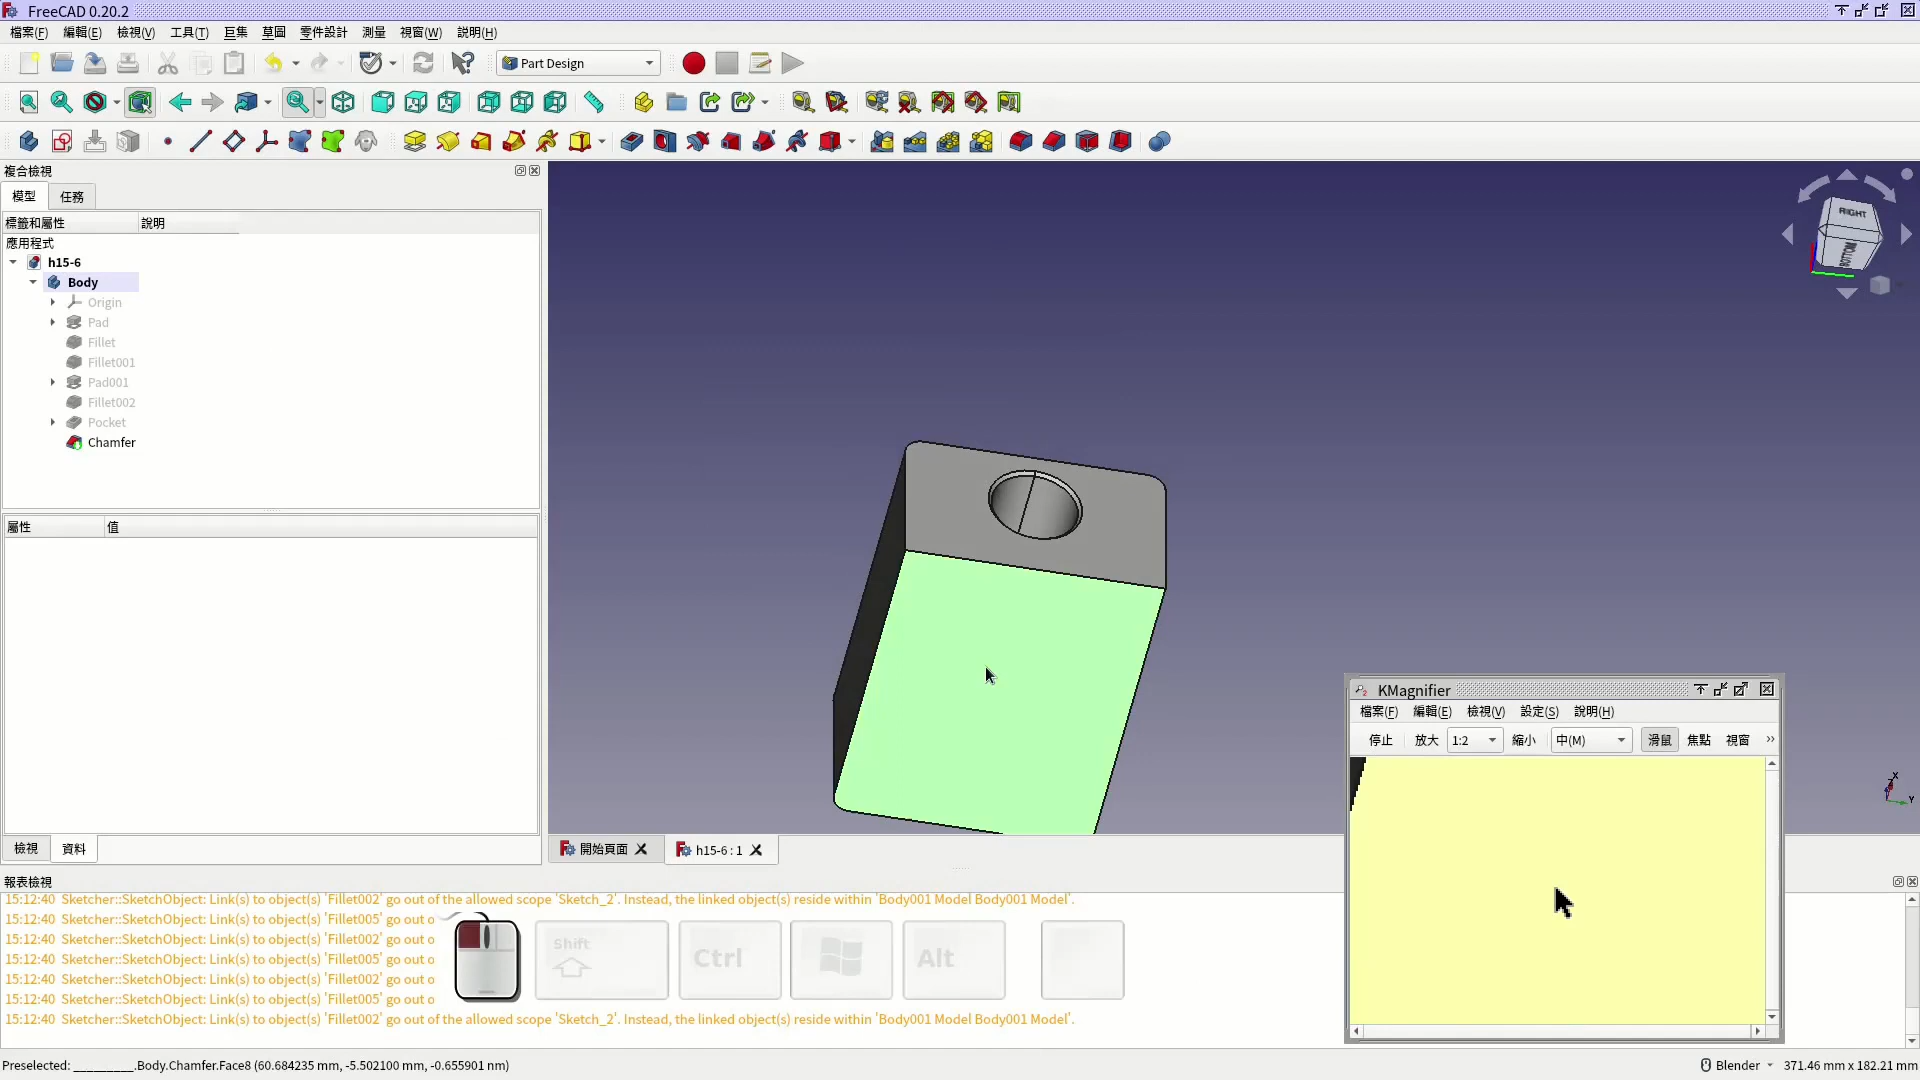 FreeCAD 0.20.2
檔案(F) 編輯(E) 檢視(V) 工具(T) 巨集 草圖 零件設計 測量 視窗(W) 說明(H)
Part Design
複合檢視
模型 任務
標籤和屬性 說明
應用程式
h15-6
Body
Origin
Pad
Fillet
Fillet001
Pad001
Fillet002
Pocket
Chamfer
屬性 值
檢視 資料
RIGHT
BOTTOM
X
Y
開始頁面 h15-6 : 1
KMagnifier
檔案(F) 編輯(E) 檢視(V) 設定(S) 說明(H)
停止 放大 1:2 縮小 中(M) 滑鼠 焦點 視窗 »
報表檢視
15:12:40 Sketcher::SketchObject: Link(s) to object(s) 'Fillet002' go out of the allowed scope 'Sketch_2'. Instead, the linked object(s) reside within 'Body001 Model Body001 Model'.
15:12:40 Sketcher::SketchObject: Link(s) to object(s) 'Fillet005' go out o
15:12:40 Sketcher::SketchObject: Link(s) to object(s) 'Fillet002' go out o
15:12:40 Sketcher::SketchObject: Link(s) to object(s) 'Fillet005' go out o
15:12:40 Sketcher::SketchObject: Link(s) to object(s) 'Fillet002' go out o
15:12:40 Sketcher::SketchObject: Link(s) to object(s) 'Fillet005' go out o
15:12:40 Sketcher::SketchObject: Link(s) to object(s) 'Fillet002' go out of the allowed scope 'Sketch_2'. Instead, the linked object(s) reside within 'Body001 Model Body001 Model'.
Shift Ctrl Alt
Preselected: _________.Body.Chamfer.Face8 (60.684235 mm, -5.502100 mm, -0.655901 nm)
Blender 371.46 mm x 182.21 mm